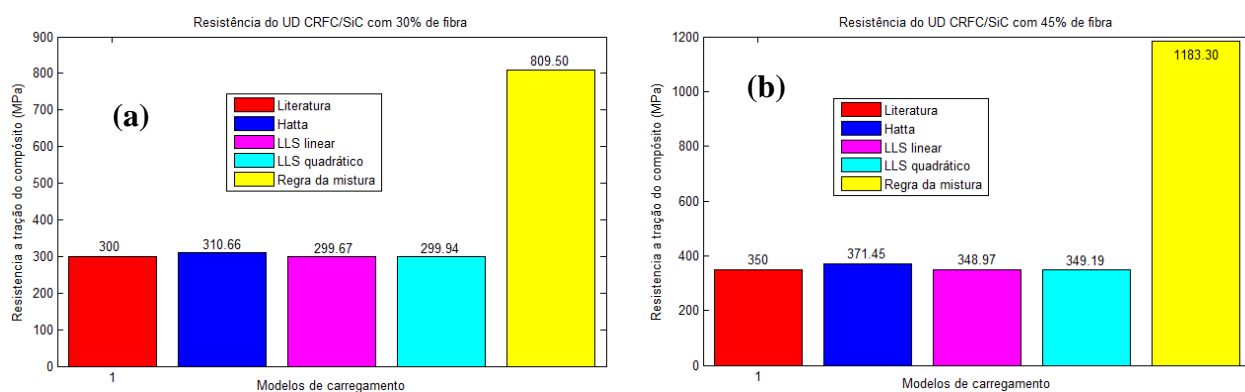 Resistência do UD CRFC/SiC com 30% de fibra
Resistência a tração do compósito (MPa)
900
800
700
600
500
400
300
200
100
0
(a)
Literatura
Hatta
LLS linear
LLS quadrático
Regra da mistura
300
310.66
299.67
299.94
809.50
1
Modelos de carregamento
Resistência do UD CRFC/SiC com 45% de fibra
Resistencia a tração do compósito (MPa)
1200
1000
800
600
400
200
0
(b)
Literatura
Hatta
LLS linear
LLS quadrático
Regra da mistura
350
371.45
348.97
349.19
1183.30
1
Modelos de carregamento